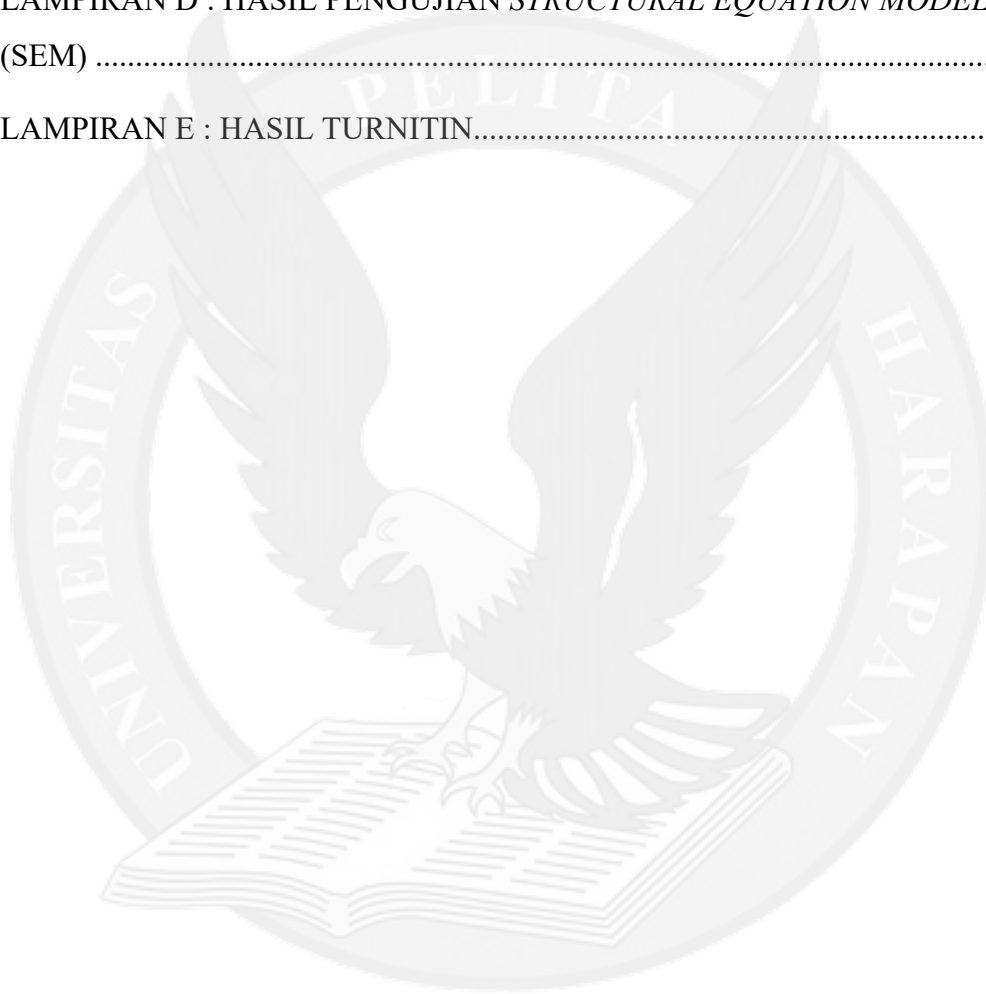 LAMPIRAN D : HASIL PENGUJIAN STRUCTURAL EQUATION MODEL
(SEM) ..........................................................................................................
LAMPIRAN E : HASIL TURNITIN.............................................................
UNIVERSITAS PELITA HARAPAN